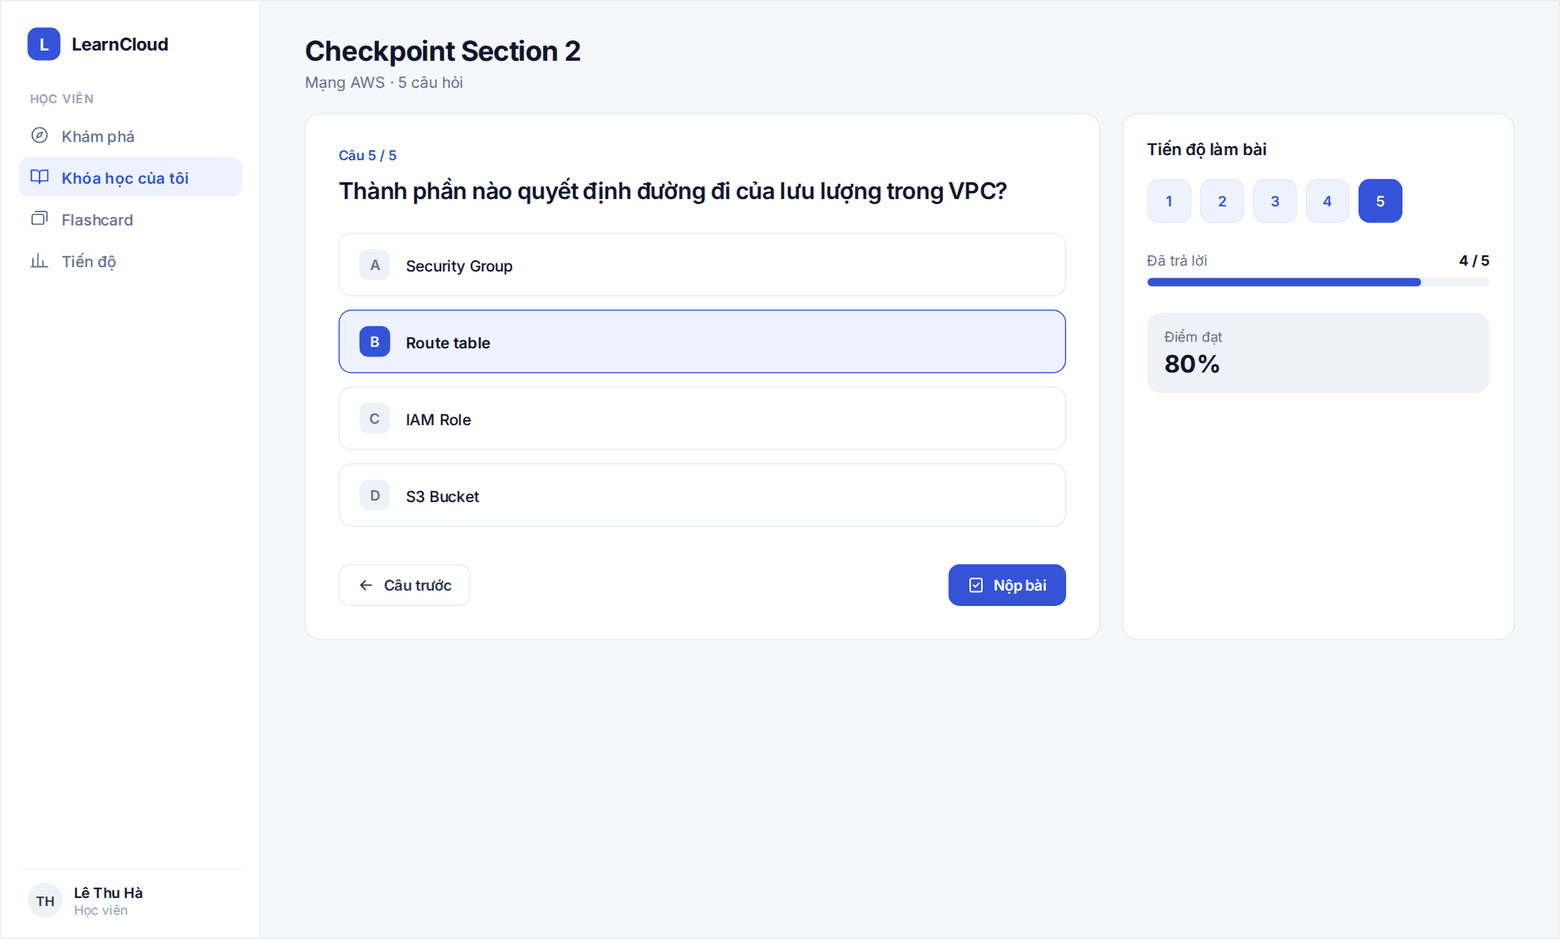 L LearnCloud
HỌC VIÊN
Khám phá
Khóa học của tôi
Flashcard
Tiến độ
TH
Lê Thu Hà
Học viên
Checkpoint Section 2
Mạng AWS · 5 câu hỏi
Câu 5 / 5
Thành phần nào quyết định đường đi của lưu lượng trong VPC?
A Security Group
B Route table
C IAM Role
D S3 Bucket
← Câu trước
Nộp bài
Tiến độ làm bài
1 2 3 4 5
Đã trả lời 4 / 5
Điểm đạt
80%